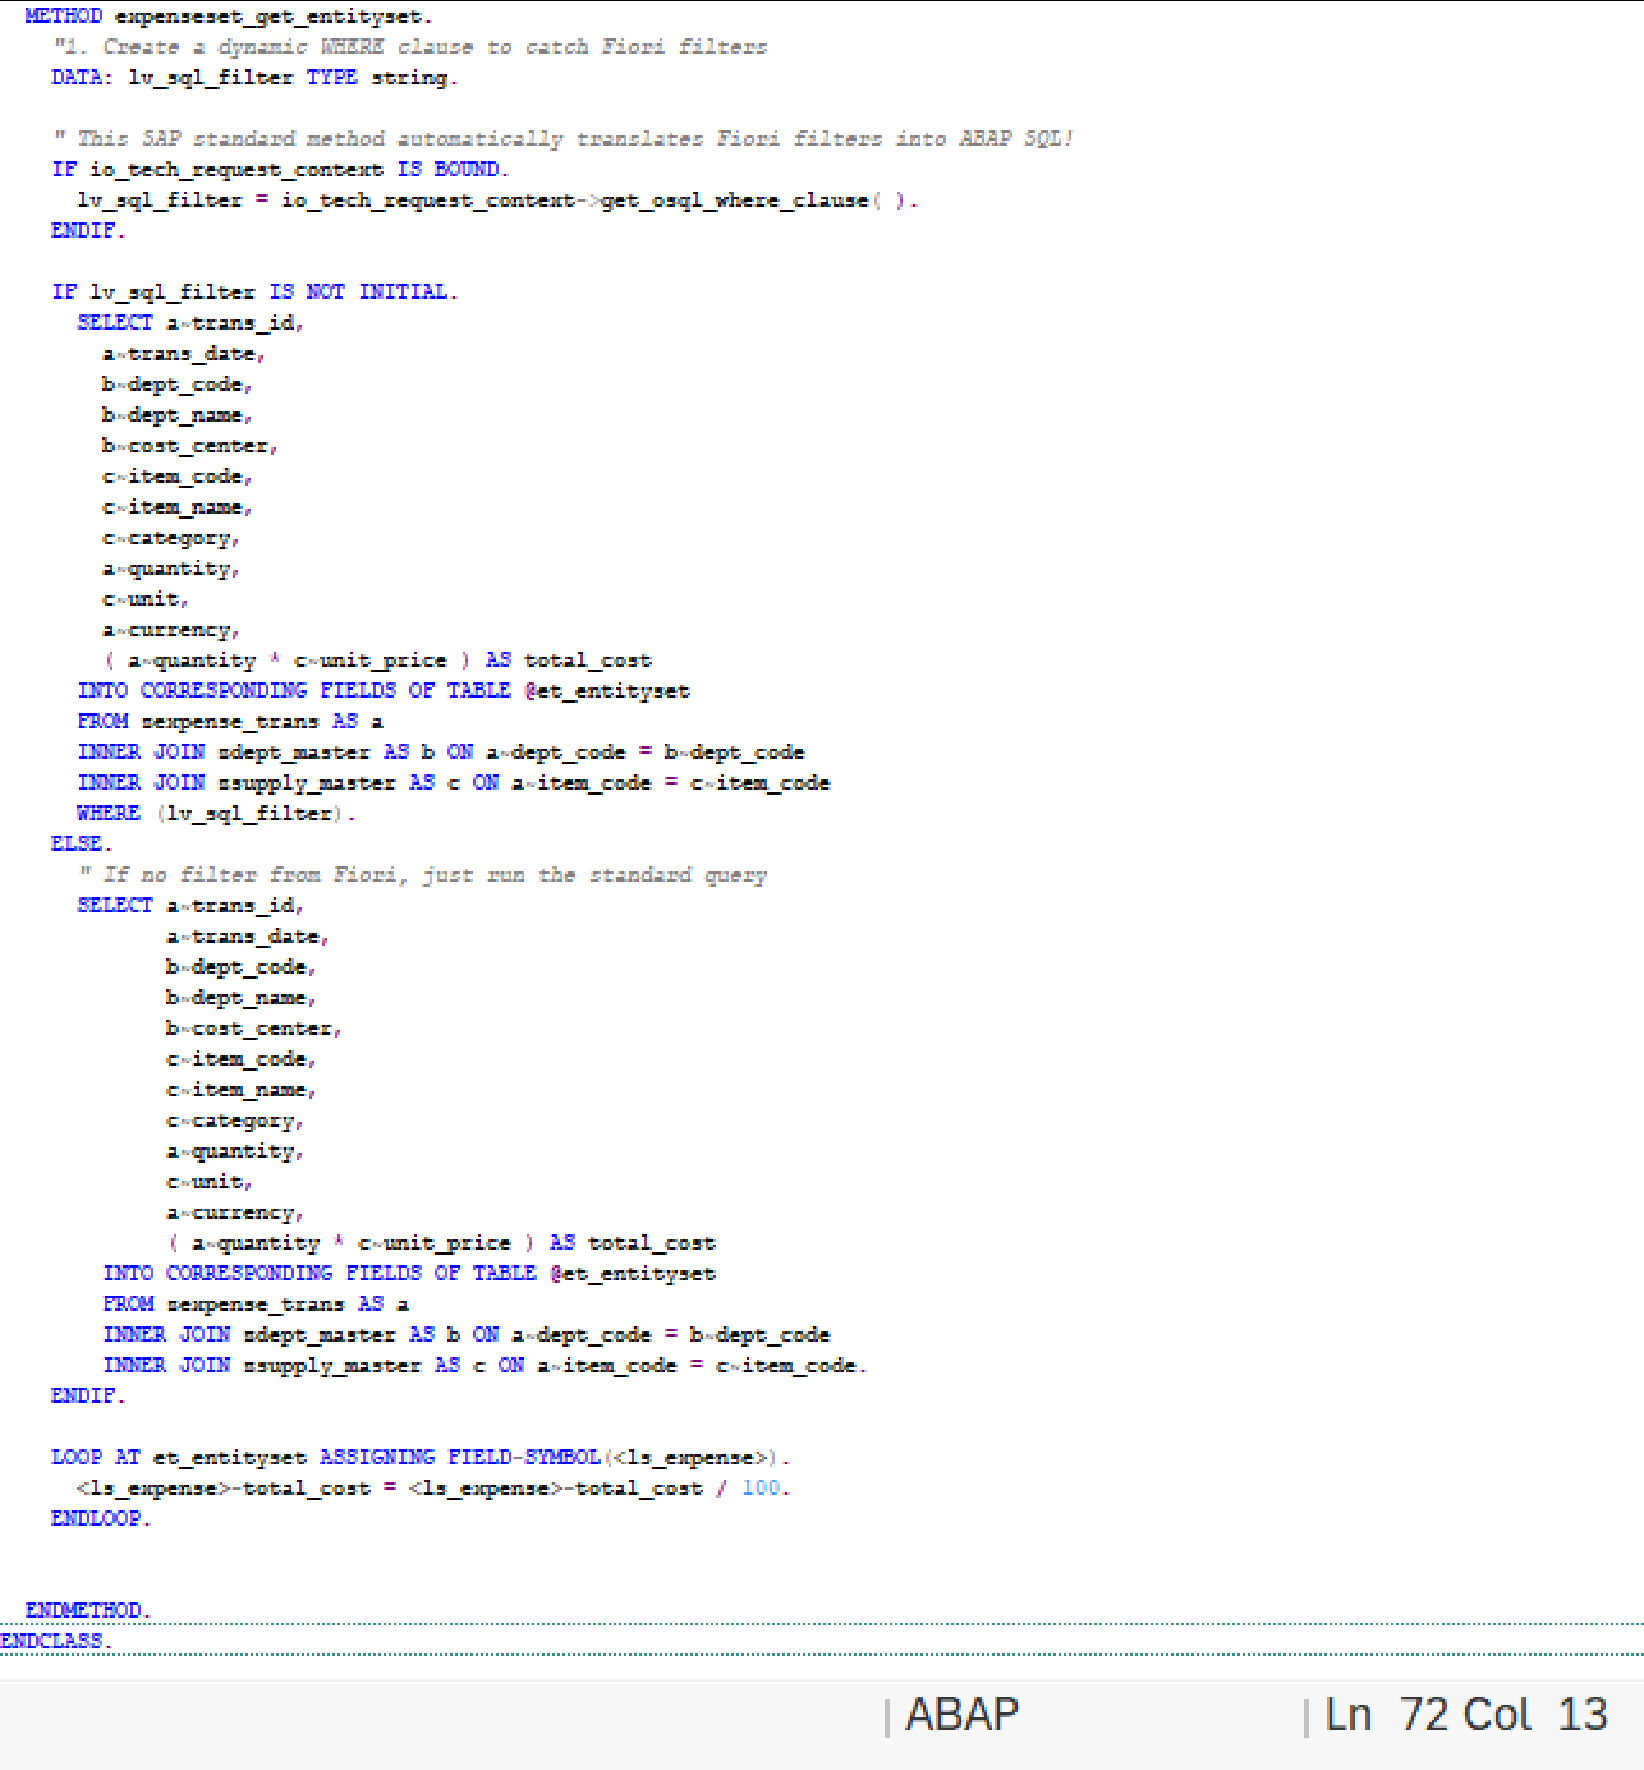 METHOD expenseset_get_entityset.
"1. Create a dynamic WHERE clause to catch Fiori filters
DATA: lv_sql_filter TYPE string.
" This SAP standard method automatically translates Fiori filters into ABAP SQL!
IF io_tech_request_context IS BOUND.
lv_sql_filter = io_tech_request_context->get_osql_where_clause( ).
ENDIF.
IF lv_sql_filter IS NOT INITIAL.
SELECT a~trans_id,
a~trans_date,
b~dept_code,
b~dept_name,
b~cost_center,
c~item_code,
c~item_name,
c~category,
a~quantity,
c~unit,
a~currency,
( a~quantity * c~unit_price ) AS total_cost
INTO CORRESPONDING FIELDS OF TABLE @et_entityset
FROM zexpense_trans AS a
INNER JOIN zdept_master AS b ON a~dept_code = b~dept_code
INNER JOIN zsupply_master AS c ON a~item_code = c~item_code
WHERE (lv_sql_filter).
ELSE.
" If no filter from Fiori, just run the standard query
SELECT a~trans_id,
a~trans_date,
b~dept_code,
b~dept_name,
b~cost_center,
c~item_code,
c~item_name,
c~category,
a~quantity,
c~unit,
a~currency,
( a~quantity * c~unit_price ) AS total_cost
INTO CORRESPONDING FIELDS OF TABLE @et_entityset
FROM zexpense_trans AS a
INNER JOIN zdept_master AS b ON a~dept_code = b~dept_code
INNER JOIN zsupply_master AS c ON a~item_code = c~item_code.
ENDIF.
LOOP AT et_entityset ASSIGNING FIELD-SYMBOL(<ls_expense>).
<ls_expense>-total_cost = <ls_expense>-total_cost / 100.
ENDLOOP.
ENDMETHOD.
ENDCLASS.
| ABAP | Ln 72 Col 13